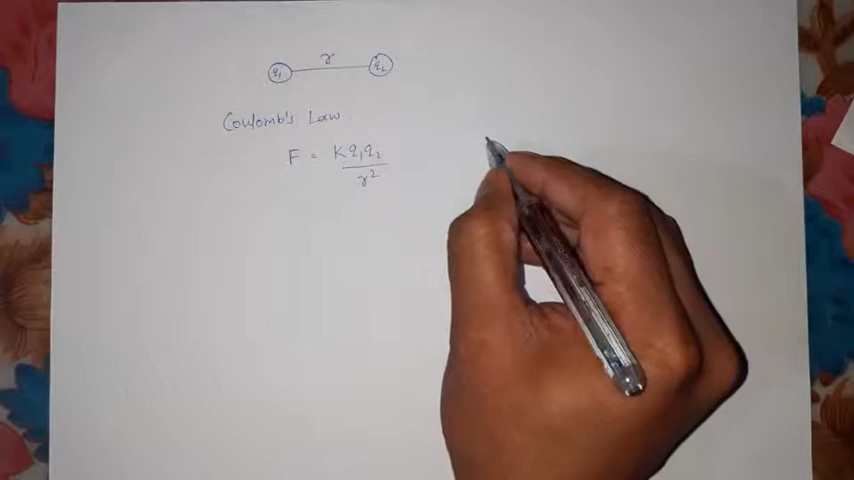 r
q₁ q₂
Coulomb's Law
F = Kq₁q₂
r²